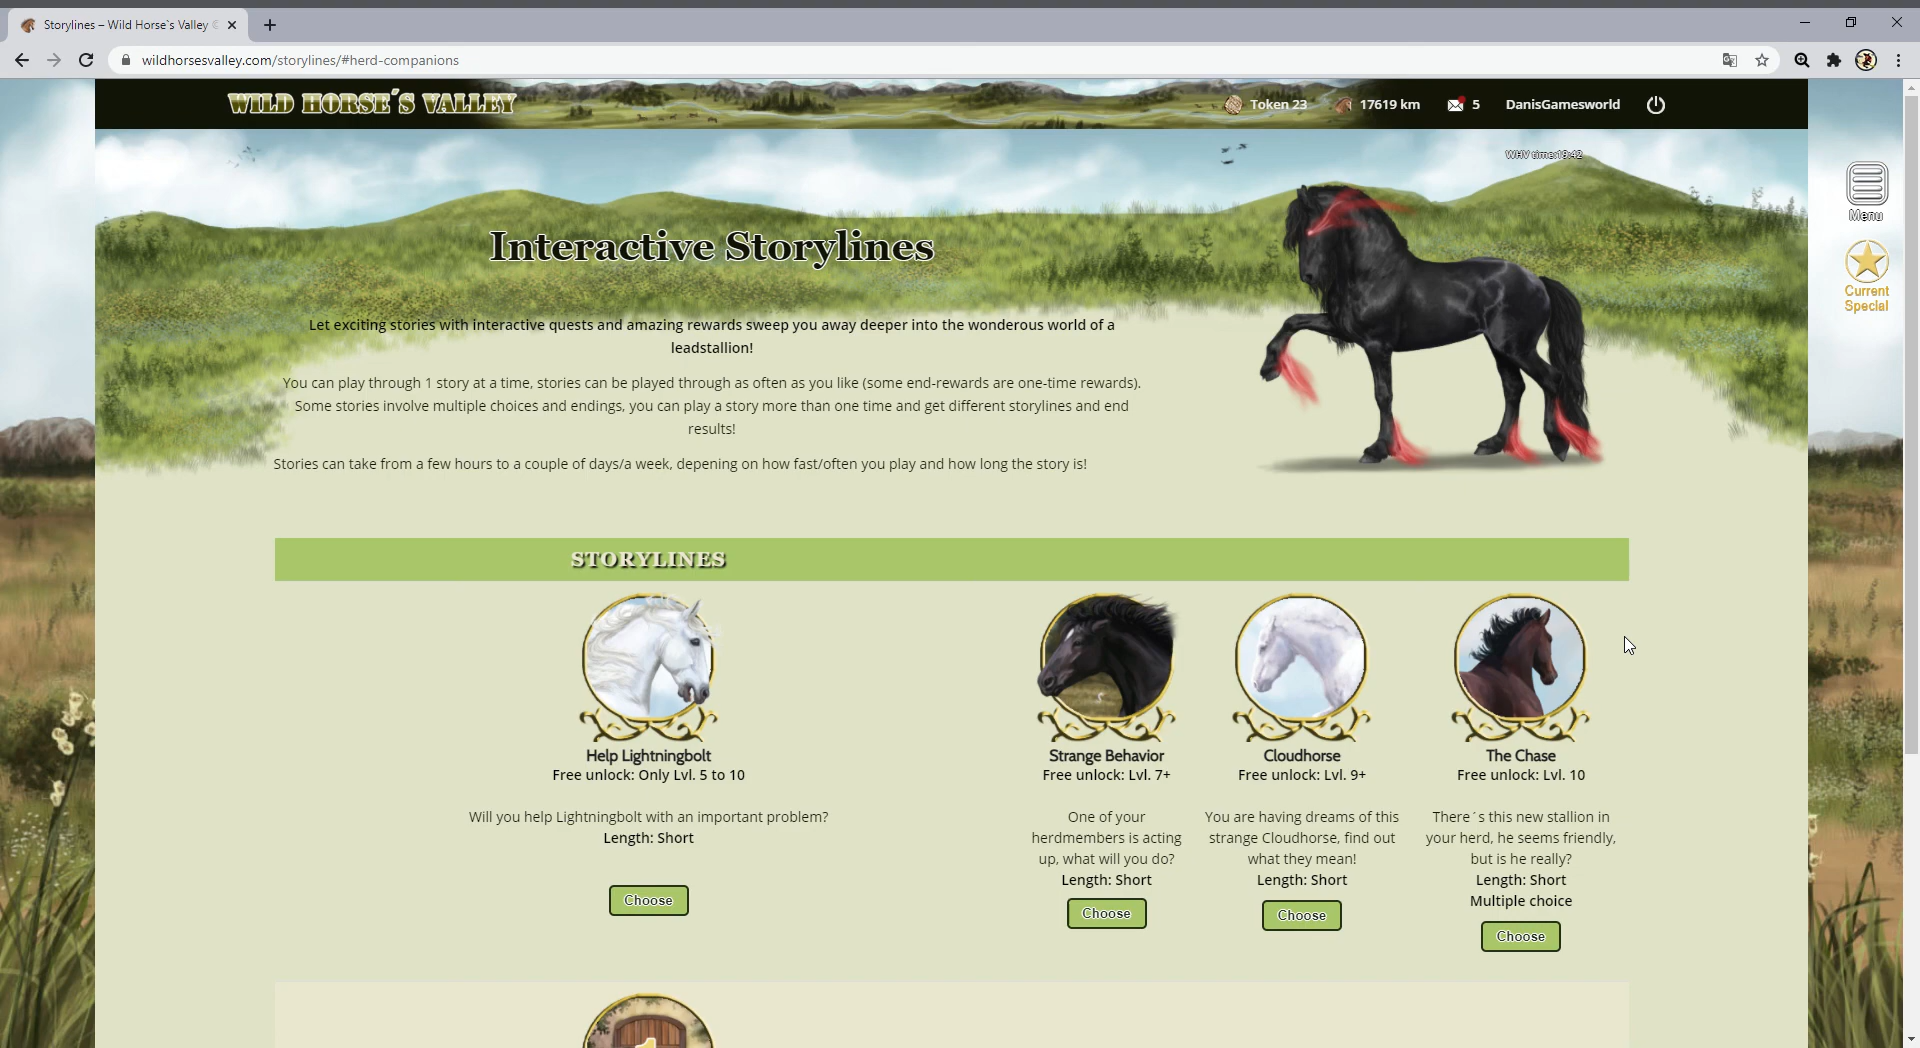 Storylines – Wild Horse`s Valley
wildhorsesvalley.com/storylines/#herd-companions
WILD HORSE´S VALLEY
Token 23
17619 km
5
DanisGamesworld
WHV time:19:42
Menu
Current
Special
Interactive Storylines
Let exciting stories with interactive quests and amazing rewards sweep you away deeper into the wonderous world of a
leadstallion!
You can play through 1 story at a time, stories can be played through as often as you like (some end-rewards are one-time rewards).
Some stories involve multiple choices and endings, you can play a story more than one time and get different storylines and end
results!
Stories can take from a few hours to a couple of days/a week, depening on how fast/often you play and how long the story is!
STORYLINES
Help Lightningbolt
Free unlock: Only Lvl. 5 to 10
Will you help Lightningbolt with an important problem?
Length: Short
Choose
Strange Behavior
Free unlock: Lvl. 7+
One of your
herdmembers is acting
up, what will you do?
Length: Short
Choose
Cloudhorse
Free unlock: Lvl. 9+
You are having dreams of this
strange Cloudhorse, find out
what they mean!
Length: Short
Choose
The Chase
Free unlock: Lvl. 10
There´s this new stallion in
your herd, he seems friendly,
but is he really?
Length: Short
Multiple choice
Choose